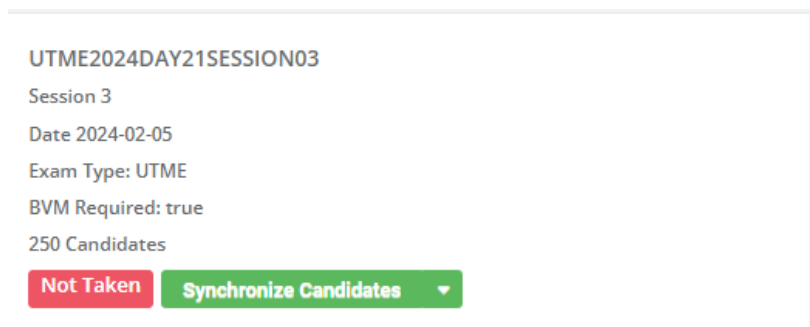 UTME2024DAY21SESSION03
Session 3
Date 2024-02-05
Exam Type: UTME
BVM Required: true
250 Candidates
Not Taken Synchronize Candidates